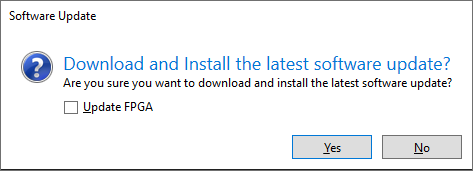 Software Update
Download and Install the latest software update?
Are you sure you want to download and install the latest software update?
Update FPGA
Yes
No